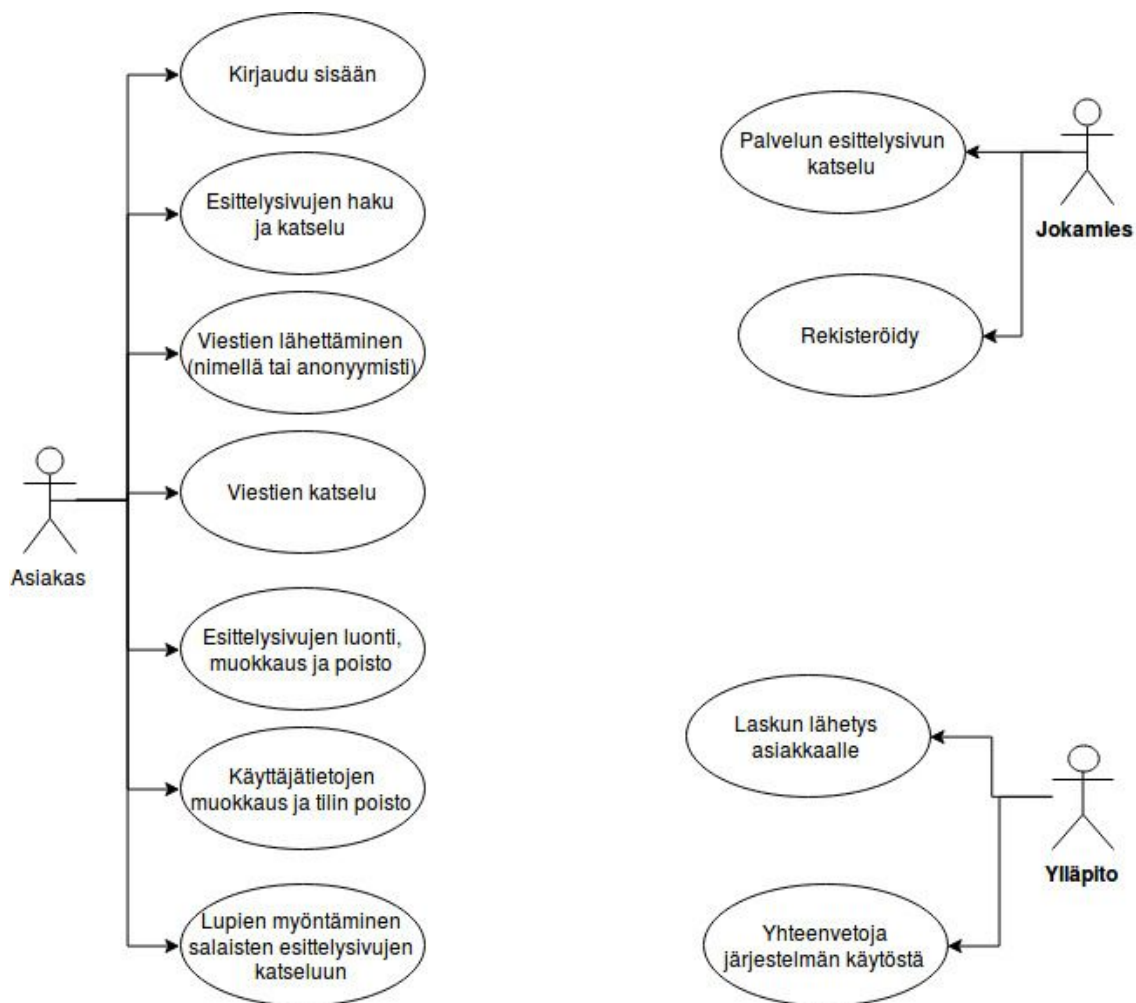 Kirjaudu sisään
Esittelysivujen haku
ja katselu
Viestien lähettäminen
(nimellä tai anonyymisti)
Viestien katselu
Asiakas
Esittelysivujen luonti,
muokkaus ja poisto
Käyttäjätietojen
muokkaus ja tilin poisto
Lupien myöntäminen
salaisten esittelysivujen
katseluun
Palvelun esittelysivun
katselu
Jokamies
Rekisteröidy
Laskun lähetys
asiakkaalle
Ylläpito
Yhteenvetoja
järjestelmän käytöstä